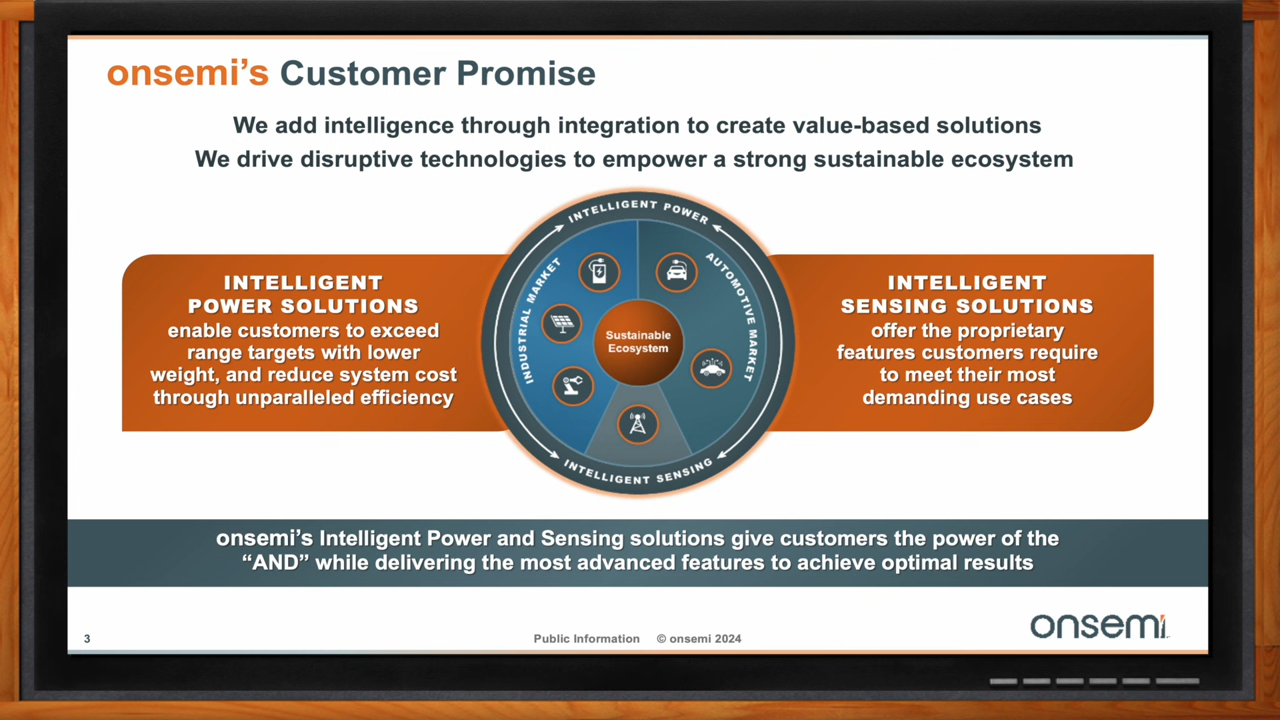 onsemi’s Customer Promise
We add intelligence through integration to create value-based solutions
We drive disruptive technologies to empower a strong sustainable ecosystem
INTELLIGENT
POWER SOLUTIONS
enable customers to exceed
range targets with lower
weight, and reduce system cost
through unparalleled efficiency
INTELLIGENT POWER
INDUSTRIAL MARKET
AUTOMOTIVE MARKET
Sustainable
Ecosystem
INTELLIGENT SENSING
INTELLIGENT
SENSING SOLUTIONS
offer the proprietary
features customers require
to meet their most
demanding use cases
onsemi’s Intelligent Power and Sensing solutions give customers the power of the
“AND” while delivering the most advanced features to achieve optimal results
3
Public Information © onsemi 2024
onsemi